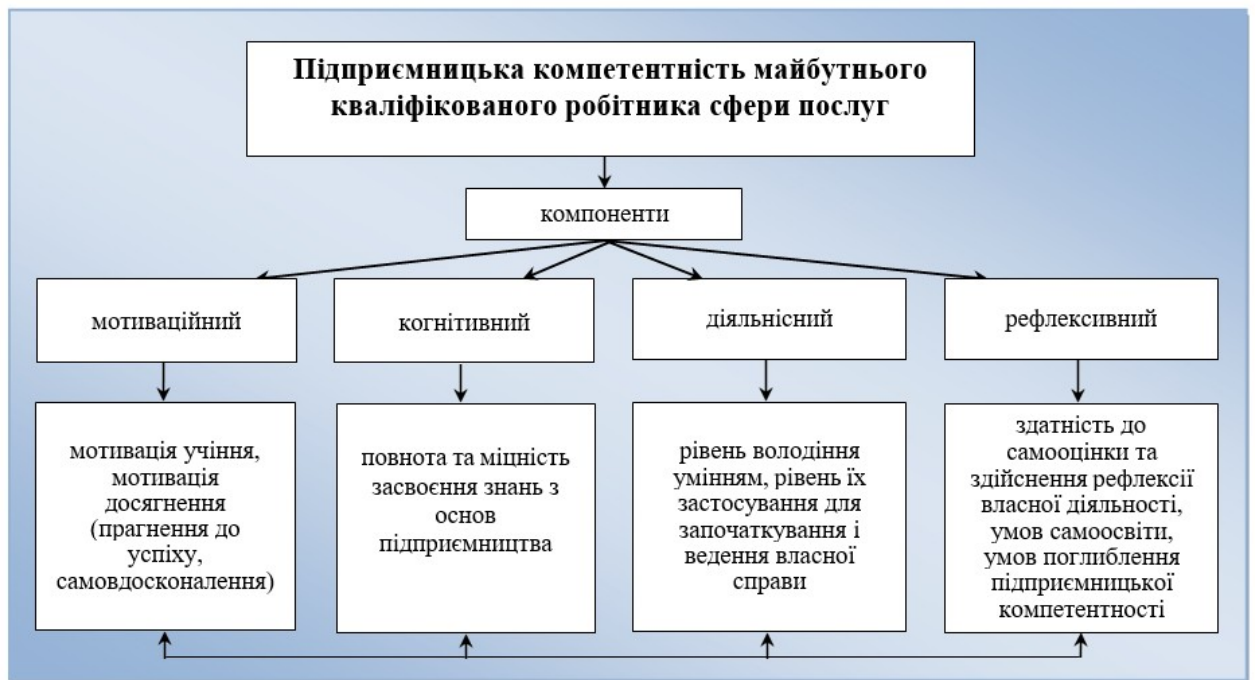 Підприємницька компетентність майбутнього
кваліфікованого робітника сфери послуг
компоненти
мотиваційний
когнітивний
діяльнісний
рефлексивний
мотивація учіння,
мотивація
досягнення
(прагнення до
успіху,
самовдосконалення)
повнота та міцність
засвоєння знань з
основ
підприємництва
рівень володіння
умінням, рівень їх
застосування для
започаткування і
ведення власної
справи
здатність до
самооцінки та
здійснення рефлексії
власної діяльності,
умов самоосвіти,
умов поглиблення
підприємницької
компетентності